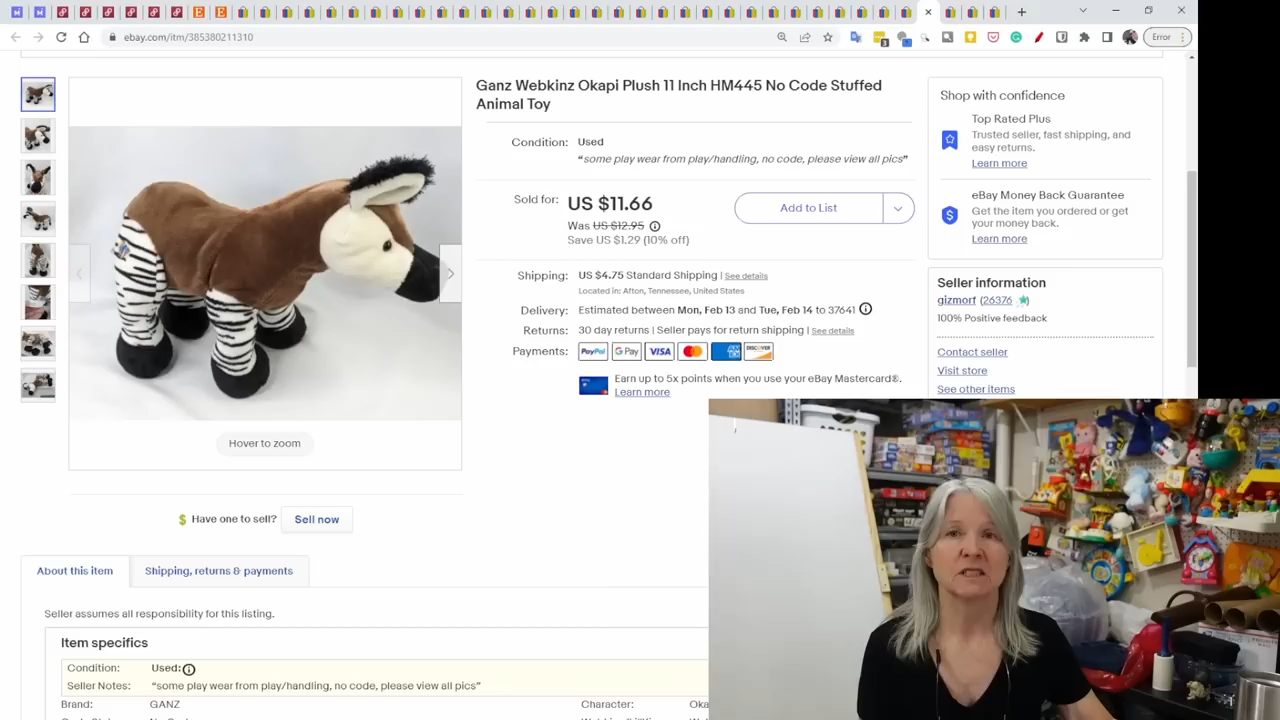 ebay.com/itm/385380211310
Error
Ganz Webkinz Okapi Plush 11 Inch HM445 No Code Stuffed
Animal Toy
Condition: Used
“some play wear from play/handling, no code, please view all pics”
Sold for: US $11.66
Was US $12.95
Save US $1.29 (10% off)
Add to List
Shipping: US $4.75 Standard Shipping | See details
Located in: Afton, Tennessee, United States
Delivery: Estimated between Mon, Feb 13 and Tue, Feb 14 to 37641
Returns: 30 day returns | Seller pays for return shipping | See details
Payments: PayPal G Pay VISA DISCOVER
Earn up to 5x points when you use your eBay Mastercard®.
Learn more
Shop with confidence
Top Rated Plus
Trusted seller, fast shipping, and
easy returns.
Learn more
eBay Money Back Guarantee
Get the item you ordered or get
your money back.
Learn more
Seller information
gizmorf (26376)
100% Positive feedback
Contact seller
Visit store
See other items
Hover to zoom
$ Have one to sell? Sell now
About this item
Shipping, returns & payments
Seller assumes all responsibility for this listing.
Item specifics
Condition: Used:
Seller Notes: “some play wear from play/handling, no code, please view all pics”
Brand: GANZ
Character: